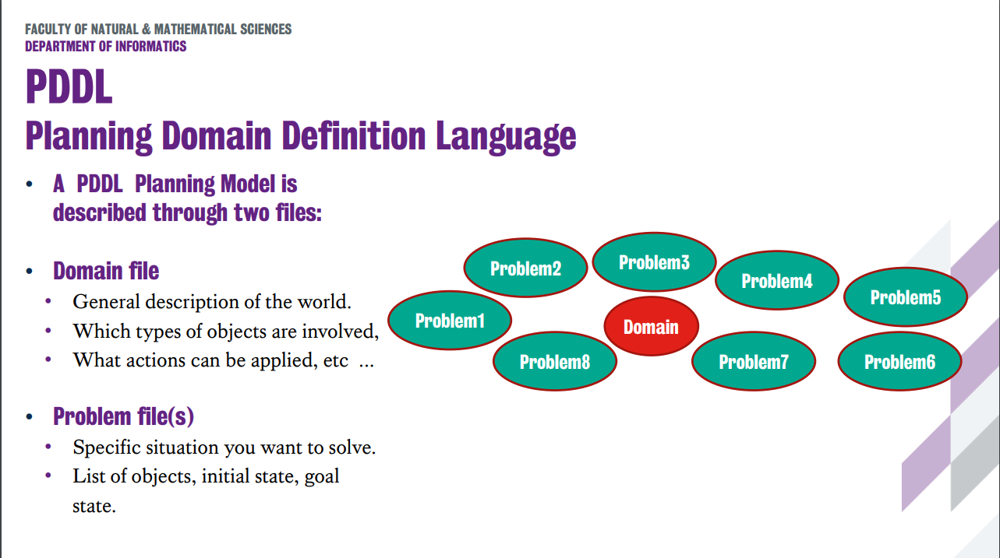 FACULTY OF NATURAL & MATHEMATICAL SCIENCES
DEPARTMENT OF INFORMATICS
PDDL
Planning Domain Definition Language
• A PDDL Planning Model is
described through two files:
• Domain file
• General description of the world.
• Which types of objects are involved,
• What actions can be applied, etc ...
• Problem file(s)
• Specific situation you want to solve.
• List of objects, initial state, goal
state.
Problem1
Problem2
Problem3
Problem4
Problem5
Domain
Problem8
Problem7
Problem6